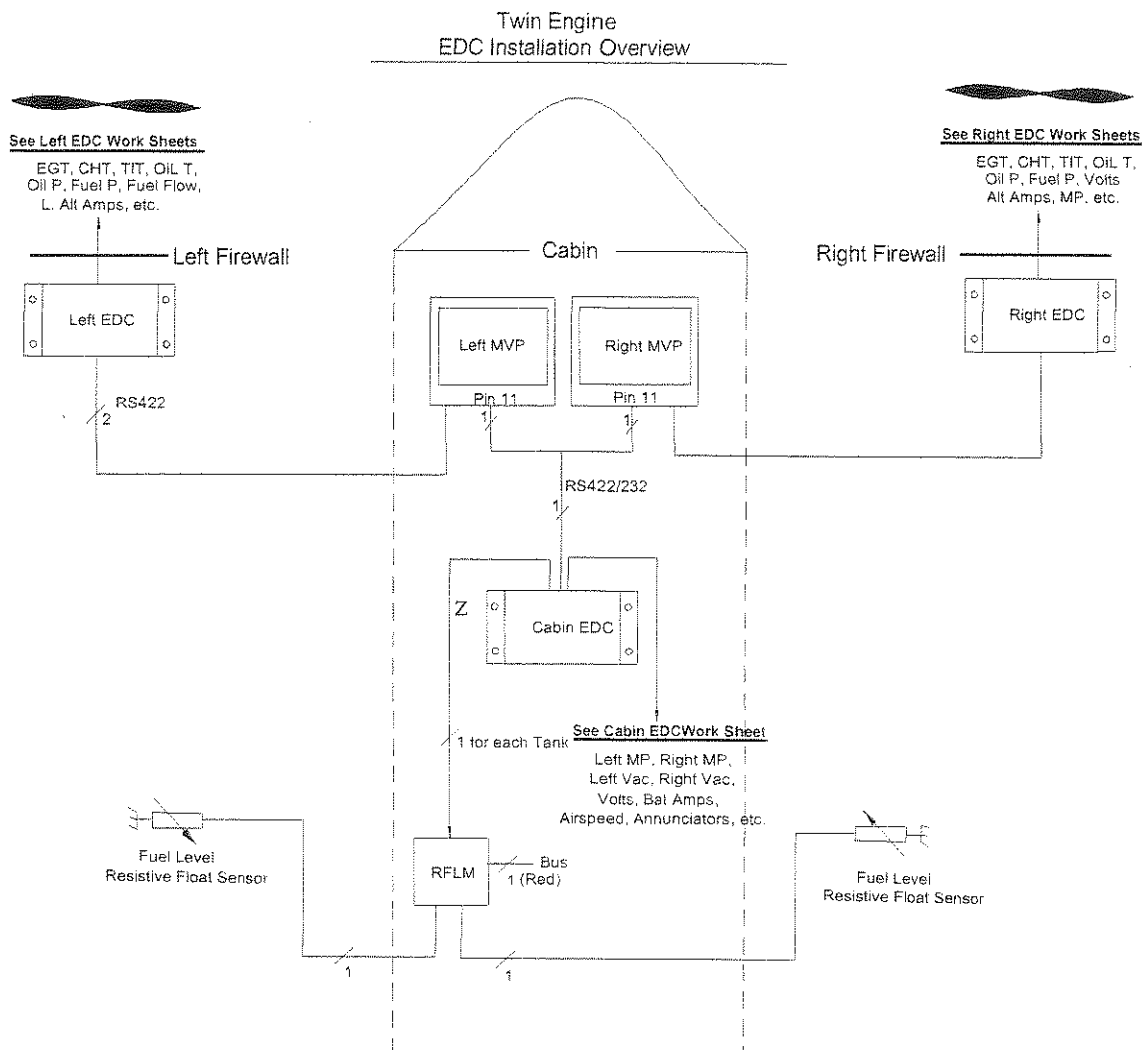 Twin Engine
EDC Installation Overview
See Left EDC Work Sheets
EGT, CHT, TIT, OIL T,
Oil P, Fuel P, Fuel Flow,
L. Alt Amps, etc.
See Right EDC Work Sheets
EGT, CHT, TIT, OIL T,
Oil P, Fuel P, Volts
Alt Amps, MP, etc.
Left Firewall
Cabin
Right Firewall
Left EDC
Left MVP
Right MVP
Right EDC
Pin 11
Pin 11
RS422
2
1
1
RS422/232
1
Z
Cabin EDC
1 for each Tank
See Cabin EDCWork Sheet
Left MP, Right MP,
Left Vac, Right Vac,
Volts, Bat Amps,
Airspeed, Annunciators, etc.
Fuel Level
Resistive Float Sensor
RFLM
Bus
1 (Red)
Fuel Level
Resistive Float Sensor
1
1